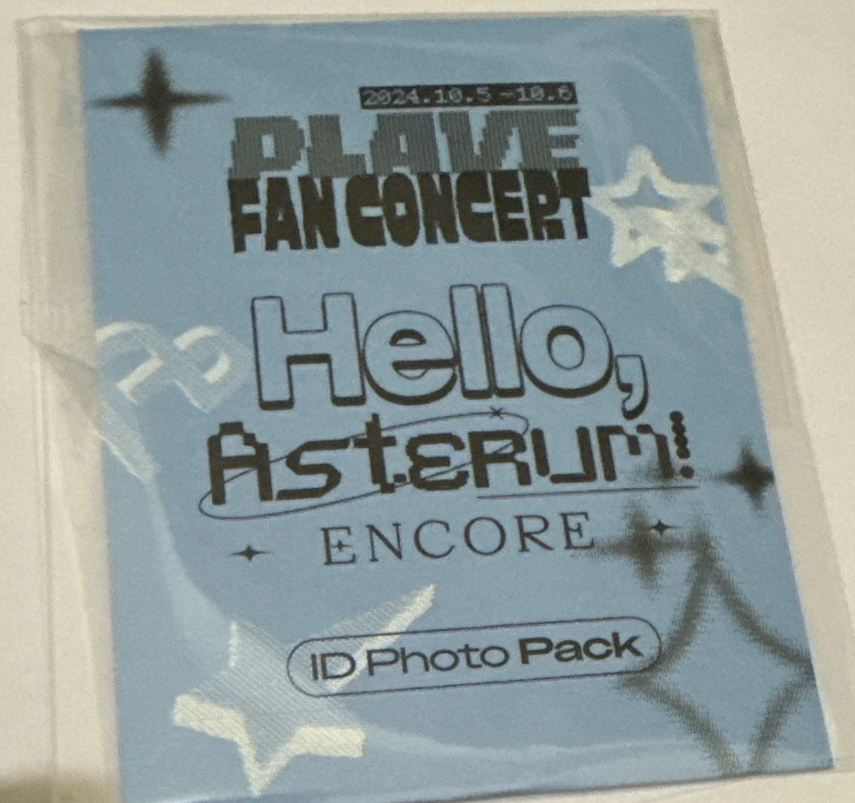 2024.10.5-10.6
PLAVE
FAN CONCERT
Hello,
Asterum!
ENCORE
ID Photo Pack